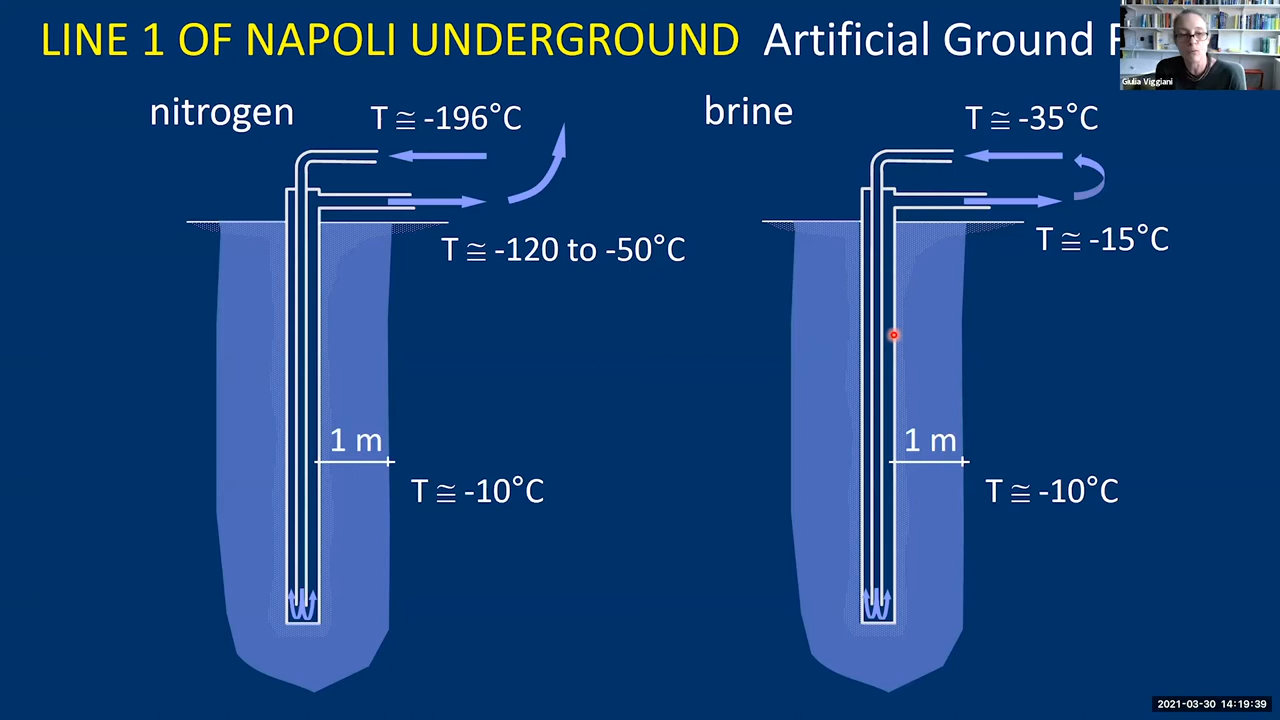 LINE 1 OF NAPOLI UNDERGROUND Artificial Ground
Giulia Viggiani
nitrogen
T ≅ -196°C
brine
T ≅ -35°C
T ≅ -120 to -50°C
T ≅ -15°C
1 m
1 m
T ≅ -10°C
T ≅ -10°C
2021-03-30 14:19:39